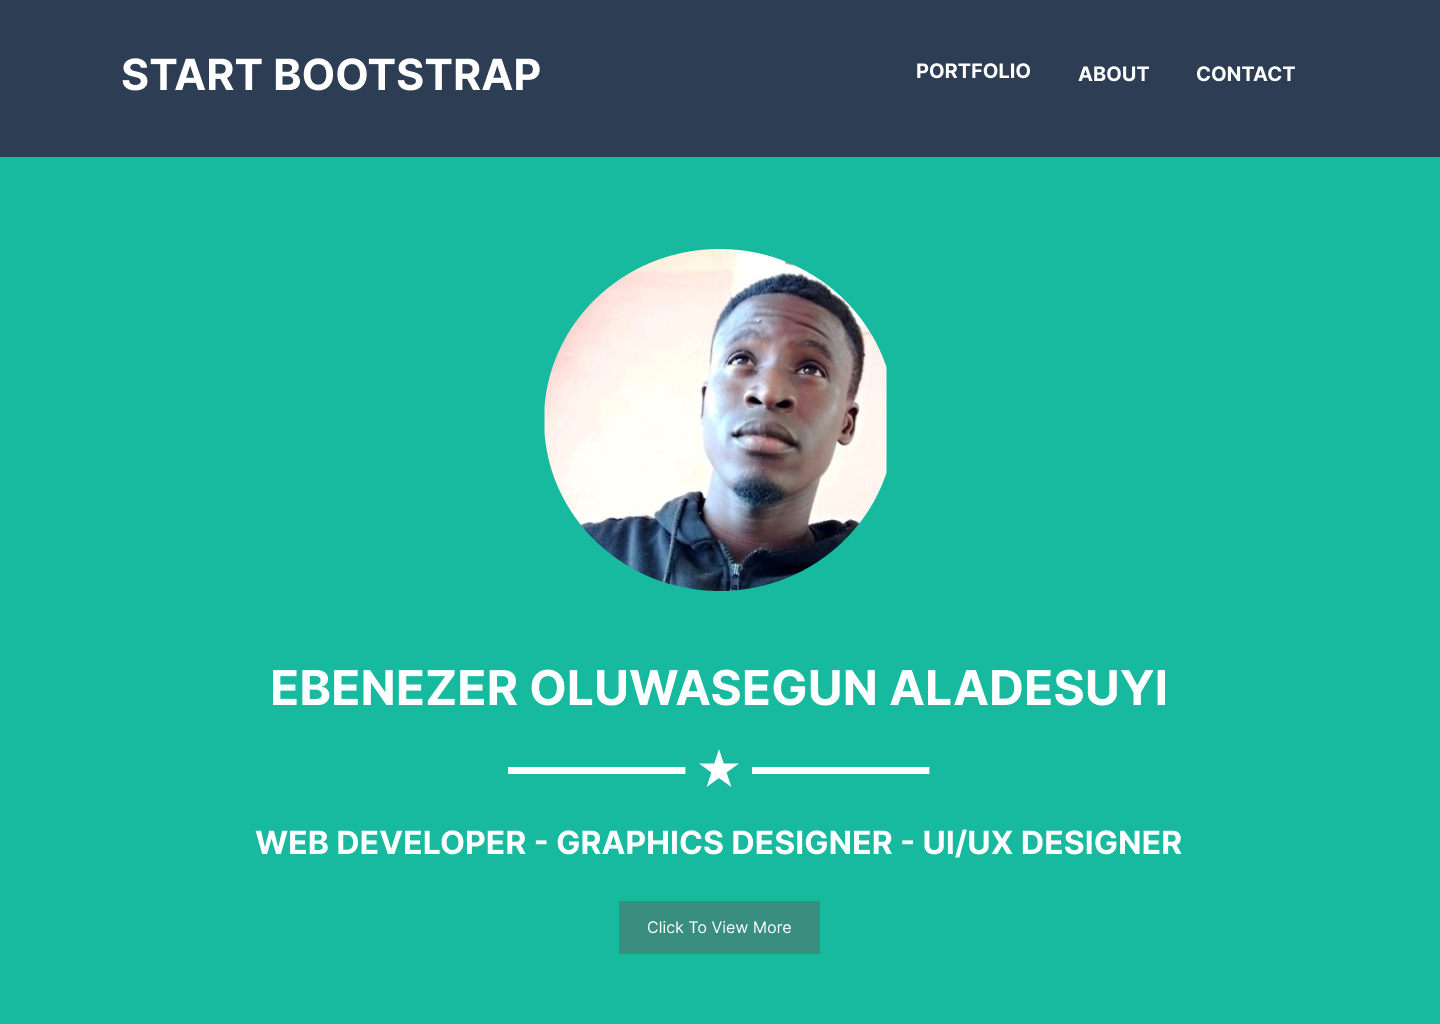 START BOOTSTRAP
PORTFOLIO ABOUT CONTACT
EBENEZER OLUWASEGUN ALADESUYI
WEB DEVELOPER - GRAPHICS DESIGNER - UI/UX DESIGNER
Click To View More